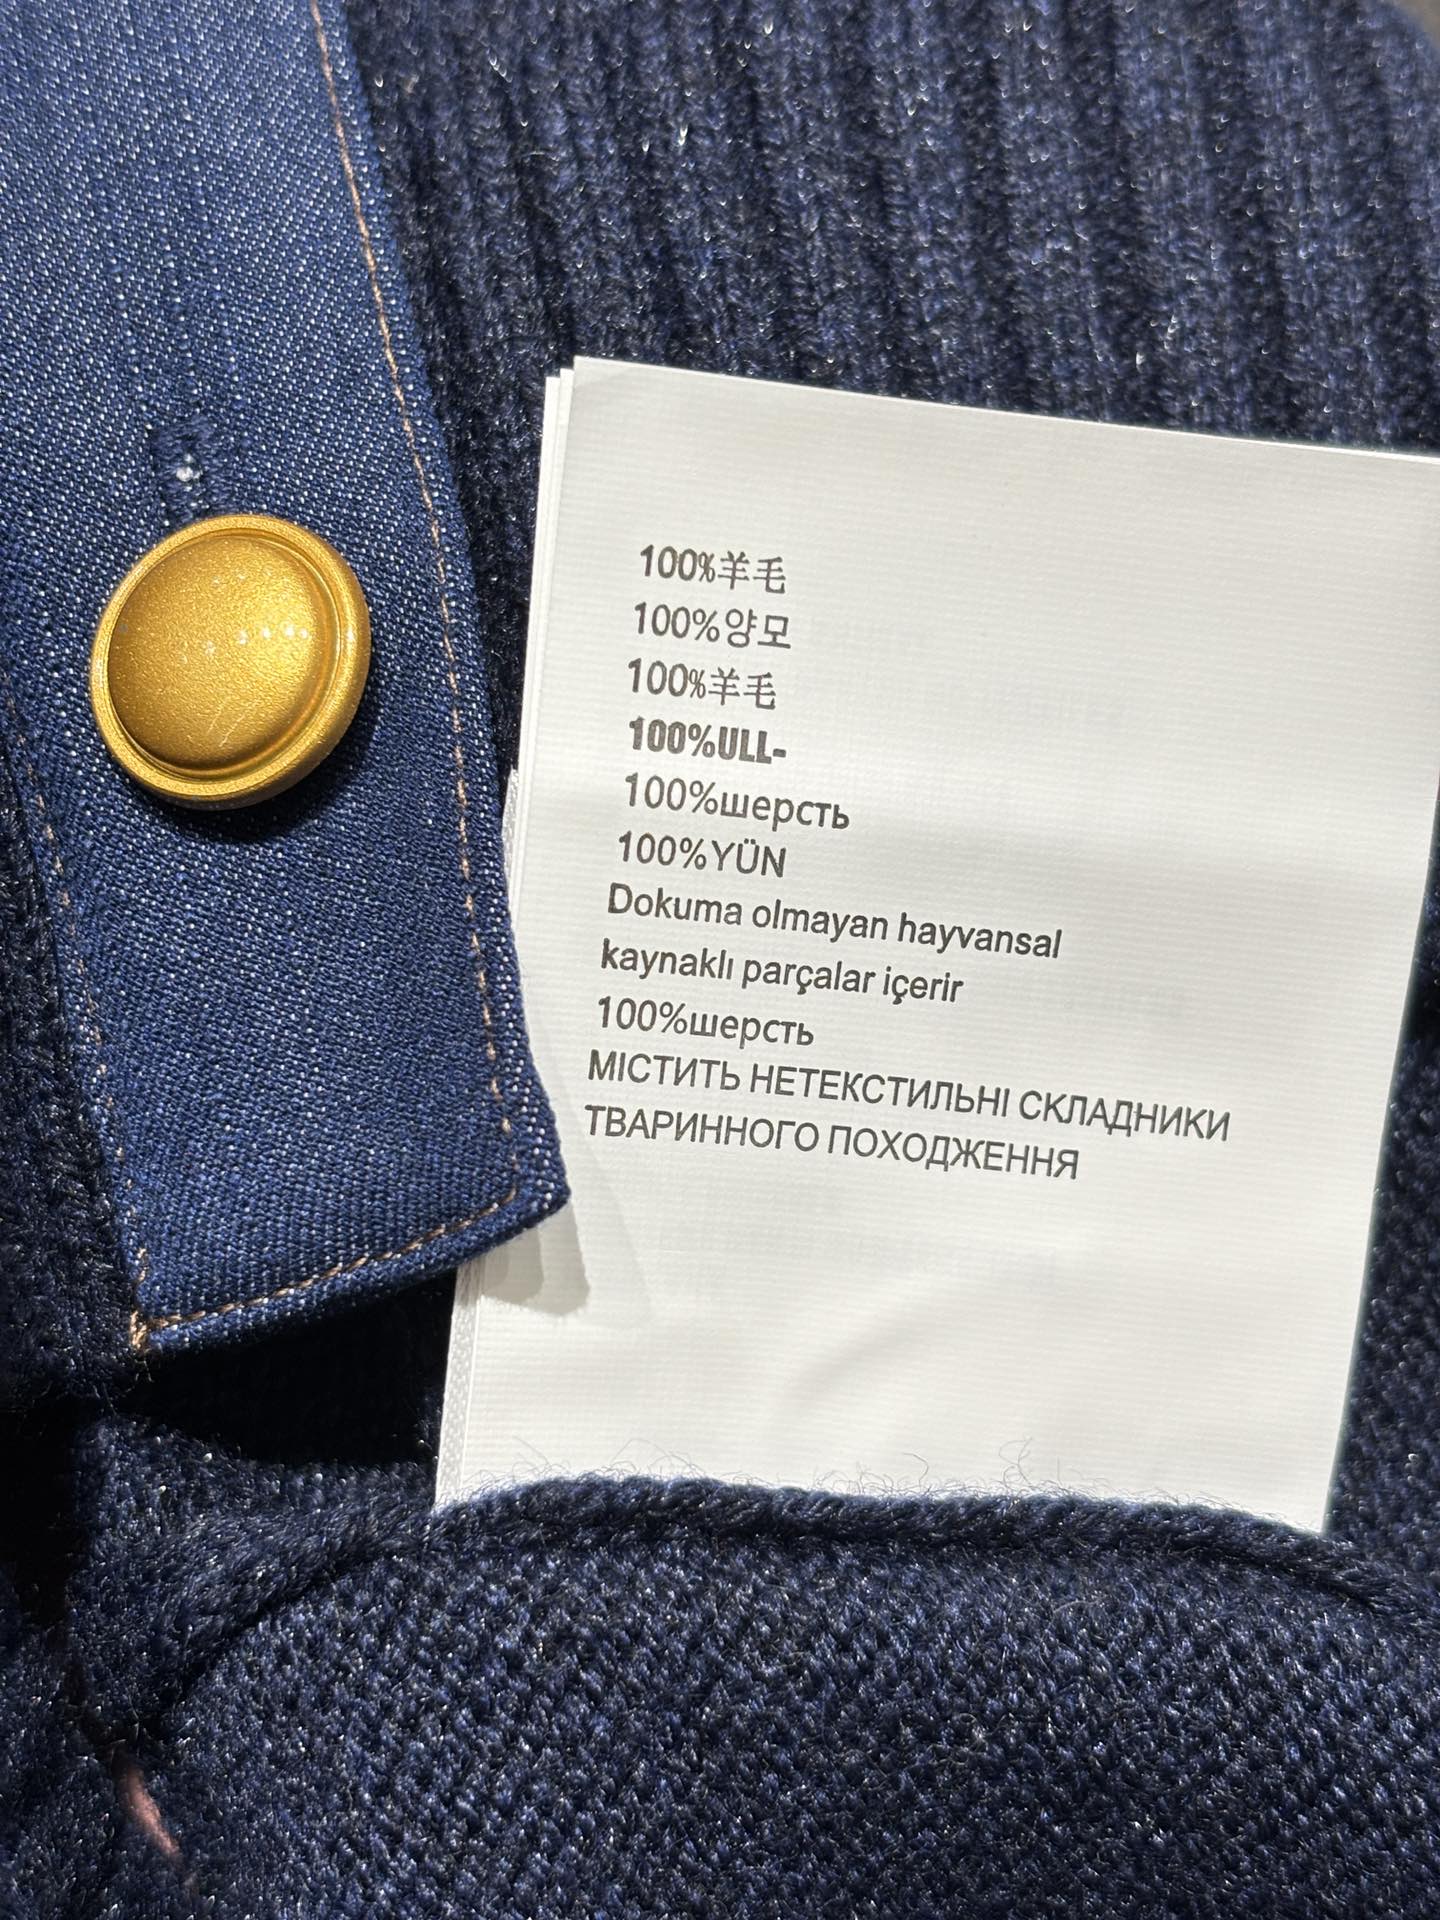 100%羊毛
100%양모
100%羊毛
100%ULL-
100%шерсть
100%YÜN
Dokuma olmayan hayvansal
kaynaklı parçalar içerir
100%шерсть
МІСТИТЬ НЕТЕКСТИЛЬНІ СКЛАДНИКИ
ТВАРИННОГО ПОХОДЖЕННЯ